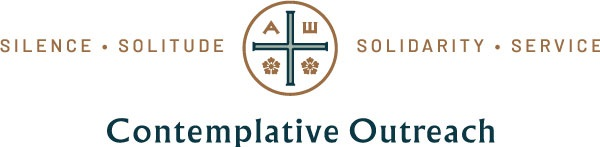 SILENCE • SOLITUDE A Ш SOLIDARITY • SERVICE
Contemplative Outreach